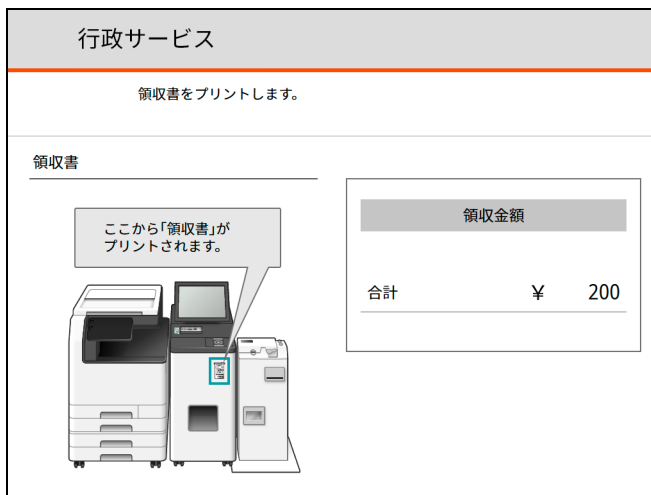 行政サービス
領収書をプリントします。
領収書
ここから「領収書」が
プリントされます。
領収金額
合計 ¥ 200